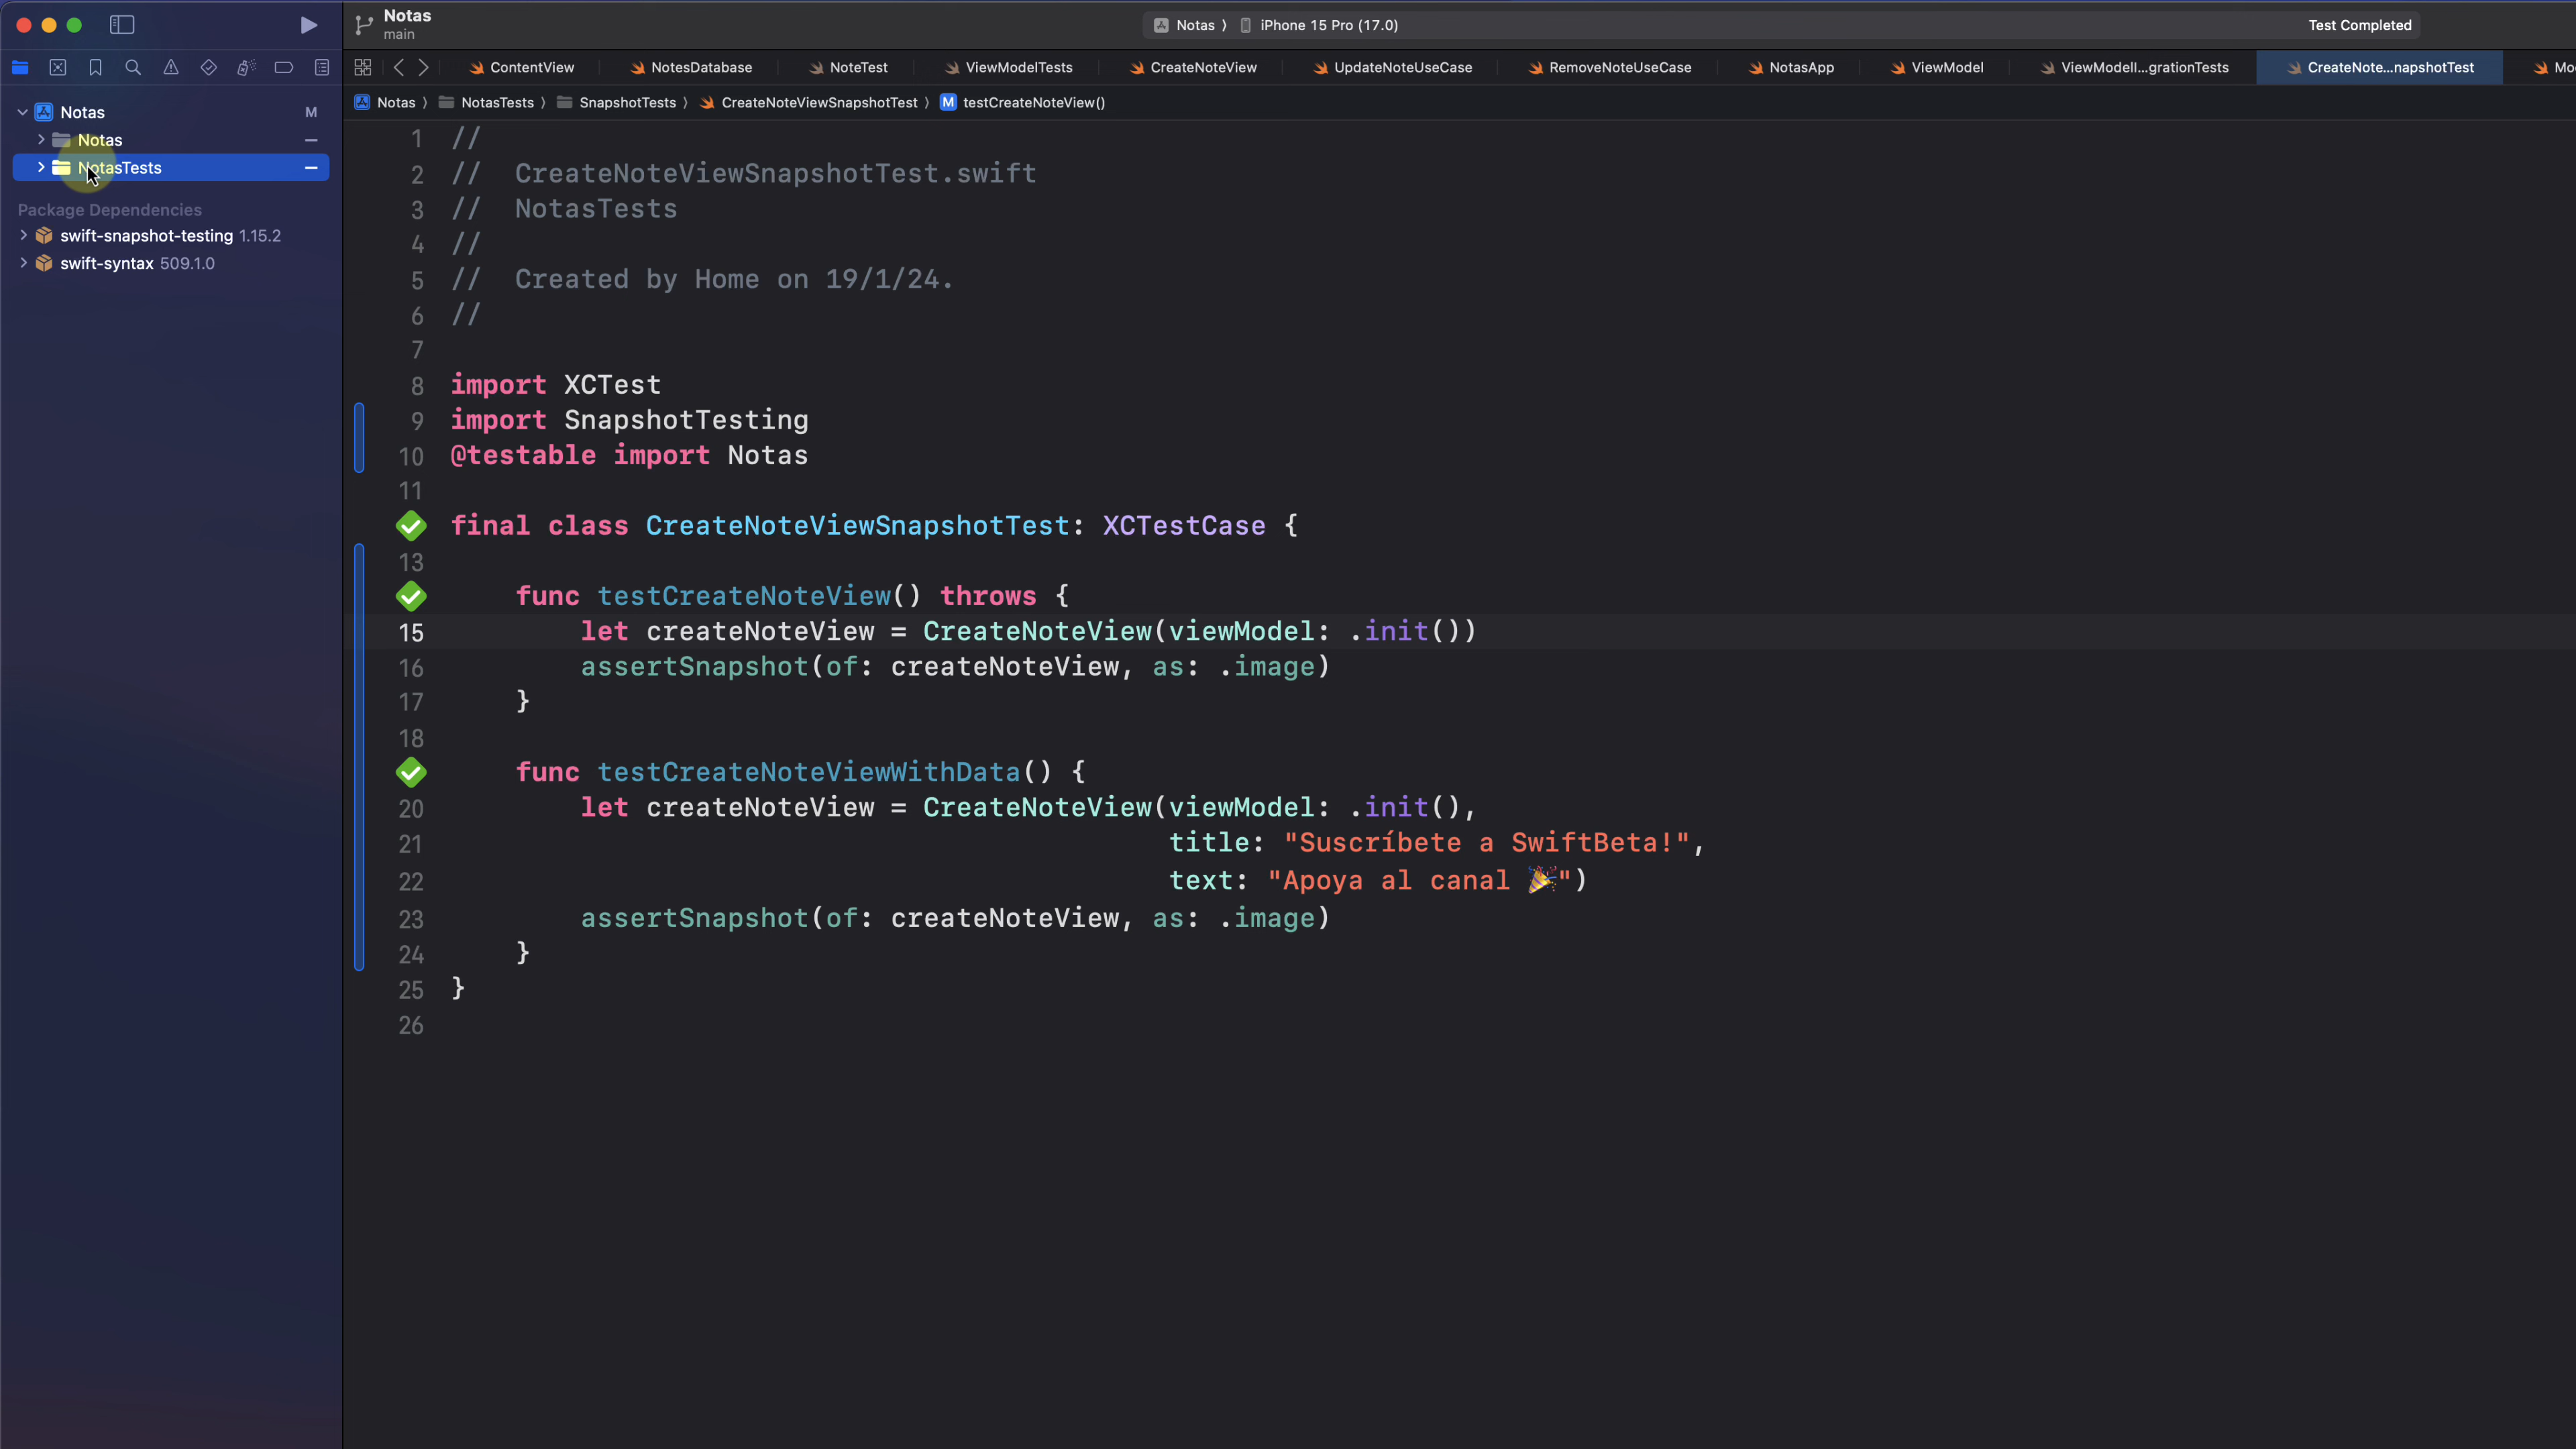 Notas
main
Notas ⟩ iPhone 15 Pro (17.0)
Test Completed
ContentView
NotesDatabase
NoteTest
ViewModelTests
CreateNoteView
UpdateNoteUseCase
RemoveNoteUseCase
NotasApp
ViewModel
ViewModelI...grationTests
CreateNote...napshotTest
Mo
Notas ⟩ NotasTests ⟩ SnapshotTests ⟩ CreateNoteViewSnapshotTest ⟩ M testCreateNoteView()
Notas M
Notas
NotasTests
Package Dependencies
swift-snapshot-testing 1.15.2
swift-syntax 509.1.0
1 //
2 // CreateNoteViewSnapshotTest.swift
3 // NotasTests
4 //
5 // Created by Home on 19/1/24.
6 //
7
8 import XCTest
9 import SnapshotTesting
10 @testable import Notas
11
final class CreateNoteViewSnapshotTest: XCTestCase {
13
func testCreateNoteView() throws {
15 let createNoteView = CreateNoteView(viewModel: .init())
16 assertSnapshot(of: createNoteView, as: .image)
17 }
18
func testCreateNoteViewWithData() {
20 let createNoteView = CreateNoteView(viewModel: .init(),
21 title: "Suscríbete a SwiftBeta!",
22 text: "Apoya al canal 🎉")
23 assertSnapshot(of: createNoteView, as: .image)
24 }
25 }
26